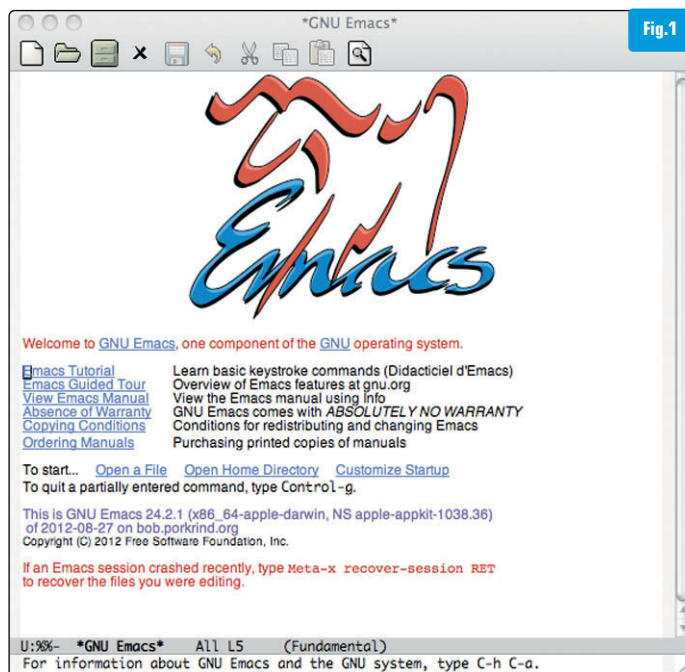 *GNU Emacs*
Fig.1
Emacs
Welcome to GNU Emacs, one component of the GNU operating system.
Emacs Tutorial Learn basic keystroke commands (Didacticiel d'Emacs)
Emacs Guided Tour Overview of Emacs features at gnu.org
View Emacs Manual View the Emacs manual using Info
Absence of Warranty GNU Emacs comes with ABSOLUTELY NO WARRANTY
Copying Conditions Conditions for redistributing and changing Emacs
Ordering Manuals Purchasing printed copies of manuals
To start... Open a File Open Home Directory Customize Startup
To quit a partially entered command, type Control-g.
This is GNU Emacs 24.2.1 (x86_64-apple-darwin, NS apple-appkit-1038.36)
of 2012-08-27 on bob.porkrind.org
Copyright (C) 2012 Free Software Foundation, Inc.
If an Emacs session crashed recently, type Meta-x recover-session RET
to recover the files you were editing.
U:%%- *GNU Emacs* All L5 (Fundamental)
For information about GNU Emacs and the GNU system, type C-h C-a.